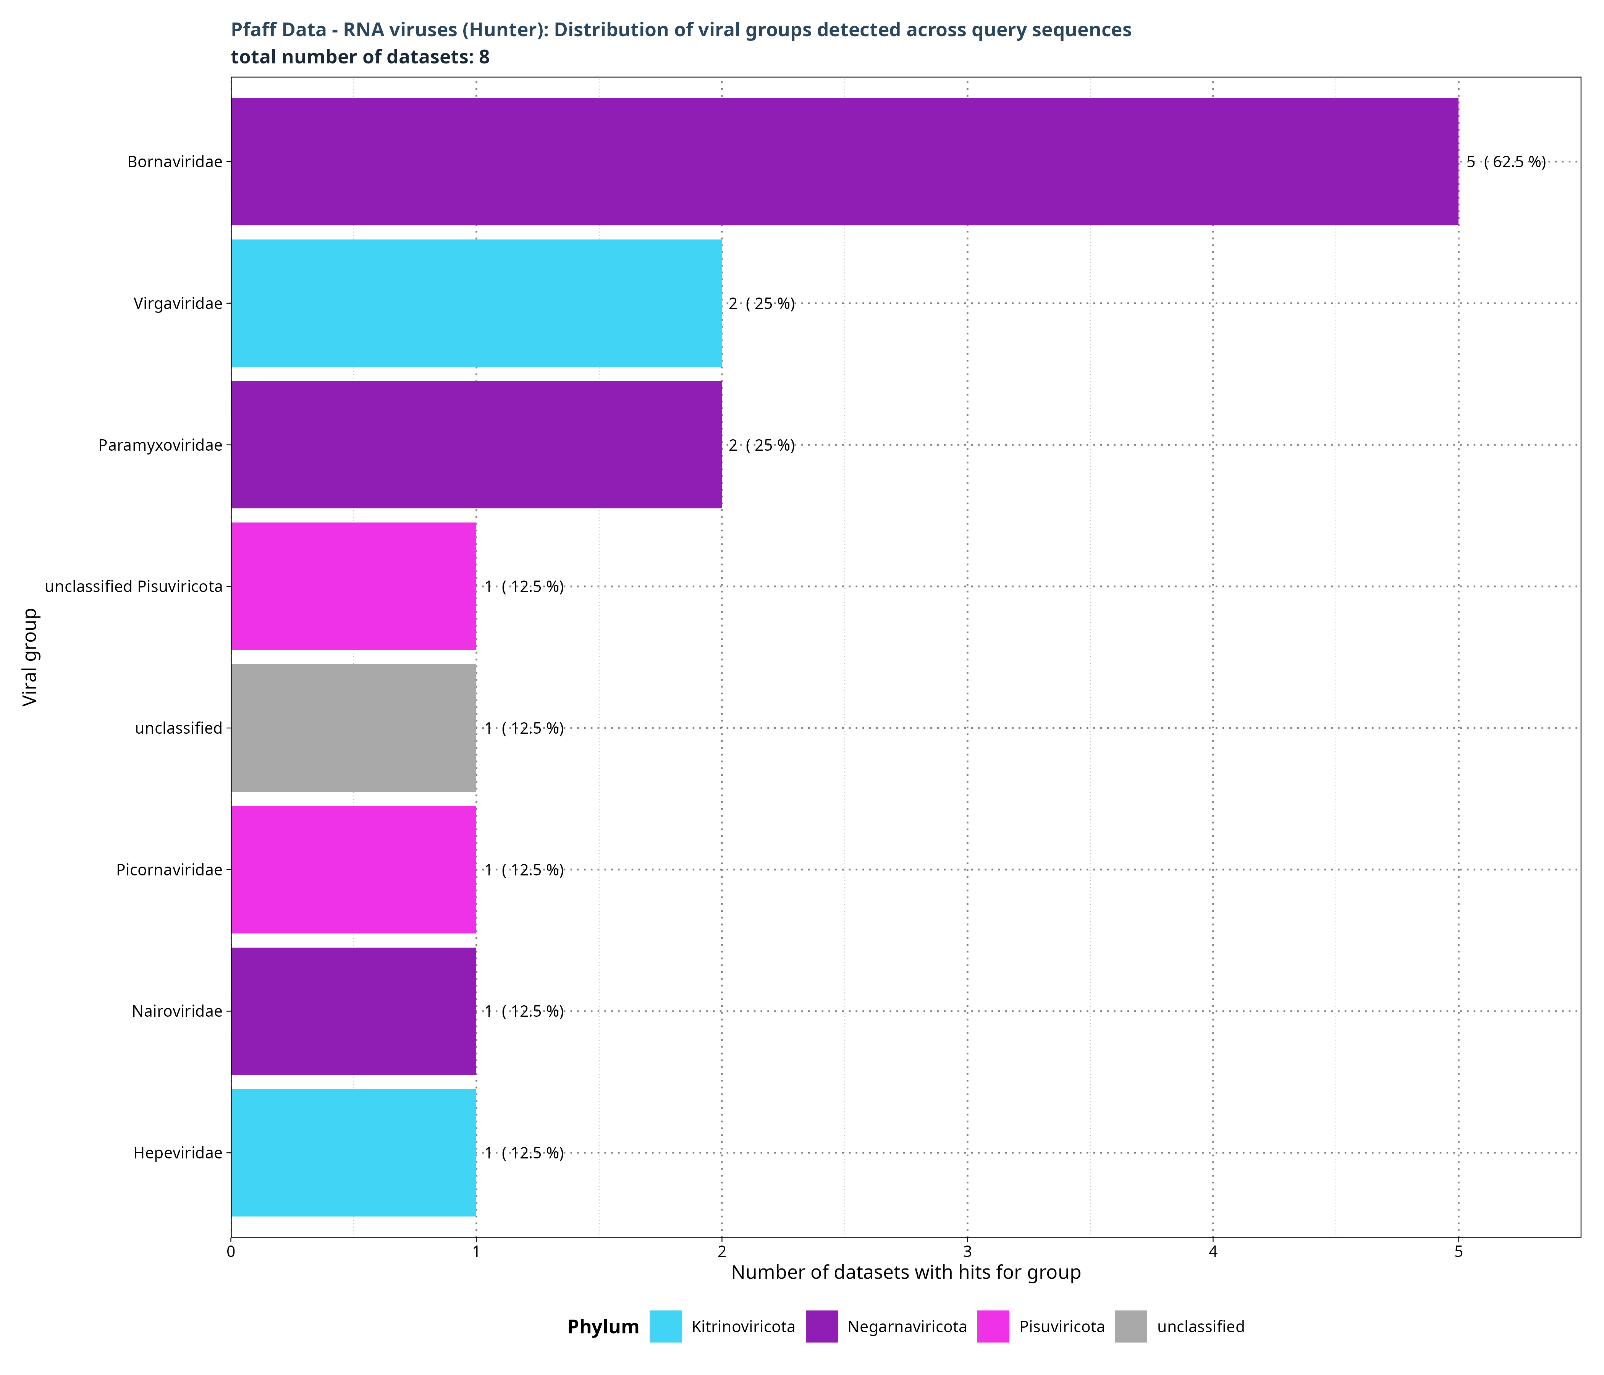 Pfaff Data - RNA viruses (Hunter): Distribution of viral groups detected across query sequences
total number of datasets: 8
Viral group
Bornaviridae
5 ( 62.5 %)
Virgaviridae
2 ( 25 %)
Paramyxoviridae
2 ( 25 %)
unclassified Pisuviricota
1 ( 12.5 %)
unclassified
1 ( 12.5 %)
Picornaviridae
1 ( 12.5 %)
Nairoviridae
1 ( 12.5 %)
Hepeviridae
1 ( 12.5 %)
0 1 2 3 4 5
Number of datasets with hits for group
Phylum Kitrinoviricota Negarnaviricota Pisuviricota unclassified